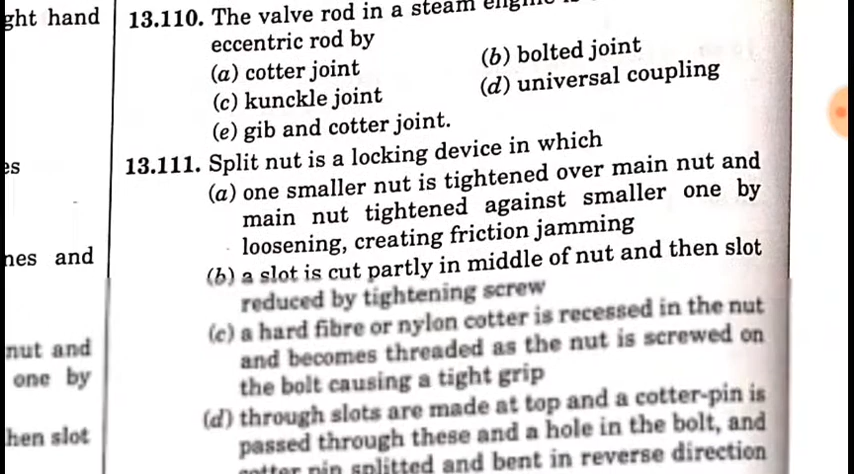 ght hand
es
nes and
nut and
one by
hen slot
13.110. The valve rod in a steam
eccentric rod by
(a) cotter joint (b) bolted joint
(c) kunckle joint (d) universal coupling
(e) gib and cotter joint.
13.111. Split nut is a locking device in which
(a) one smaller nut is tightened over main nut and
main nut tightened against smaller one by
loosening, creating friction jamming
(b) a slot is cut partly in middle of nut and then slot
reduced by tightening screw
(c) a hard fibre or nylon cotter is recessed in the nut
and becomes threaded as the nut is screwed on
the bolt causing a tight grip
(d) through slots are made at top and a cotter-pin is
passed through these and a hole in the bolt, and
cotter pin splitted and bent in reverse direction